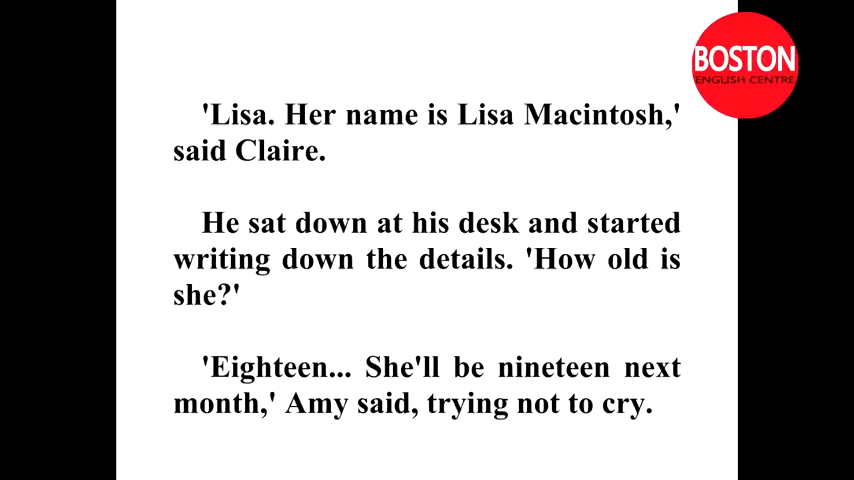 BOSTON
ENGLISH CENTRE
'Lisa. Her name is Lisa Macintosh,'
said Claire.
He sat down at his desk and started
writing down the details. 'How old is
she?'
'Eighteen... She'll be nineteen next
month,' Amy said, trying not to cry.